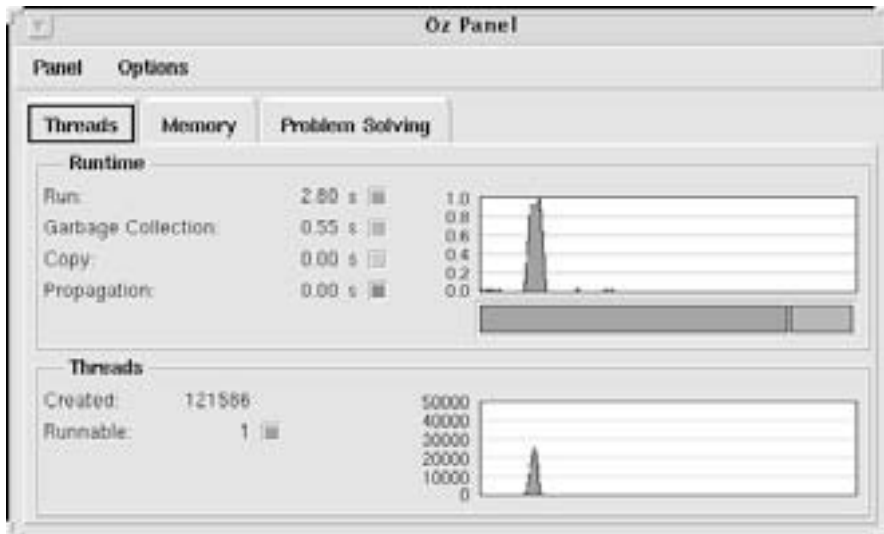 Oz Panel
Panel Options
Threads Memory Problem Solving
Runtime
Run: 2.80 s
Garbage Collection: 0.55 s
Copy: 0.00 s
Propagation: 0.00 s
1.0
0.8
0.6
0.4
0.2
0.0
Threads
Created: 121586
Runnable: 1
50000
40000
30000
20000
10000
0